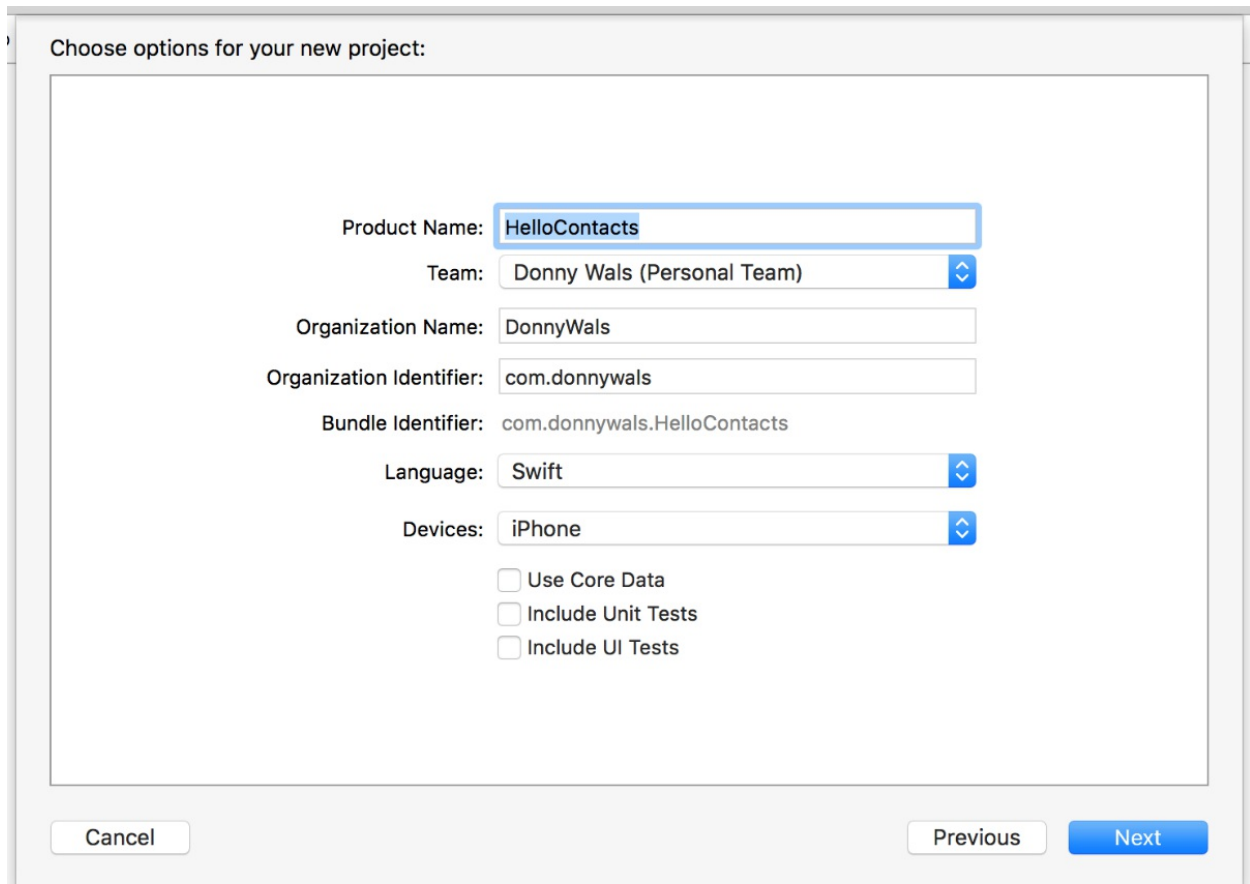 Choose options for your new project:
Product Name: HelloContacts
Team: Donny Wals (Personal Team)
Organization Name: DonnyWals
Organization Identifier: com.donnywals
Bundle Identifier: com.donnywals.HelloContacts
Language: Swift
Devices: iPhone
Use Core Data
Include Unit Tests
Include UI Tests
Cancel Previous Next